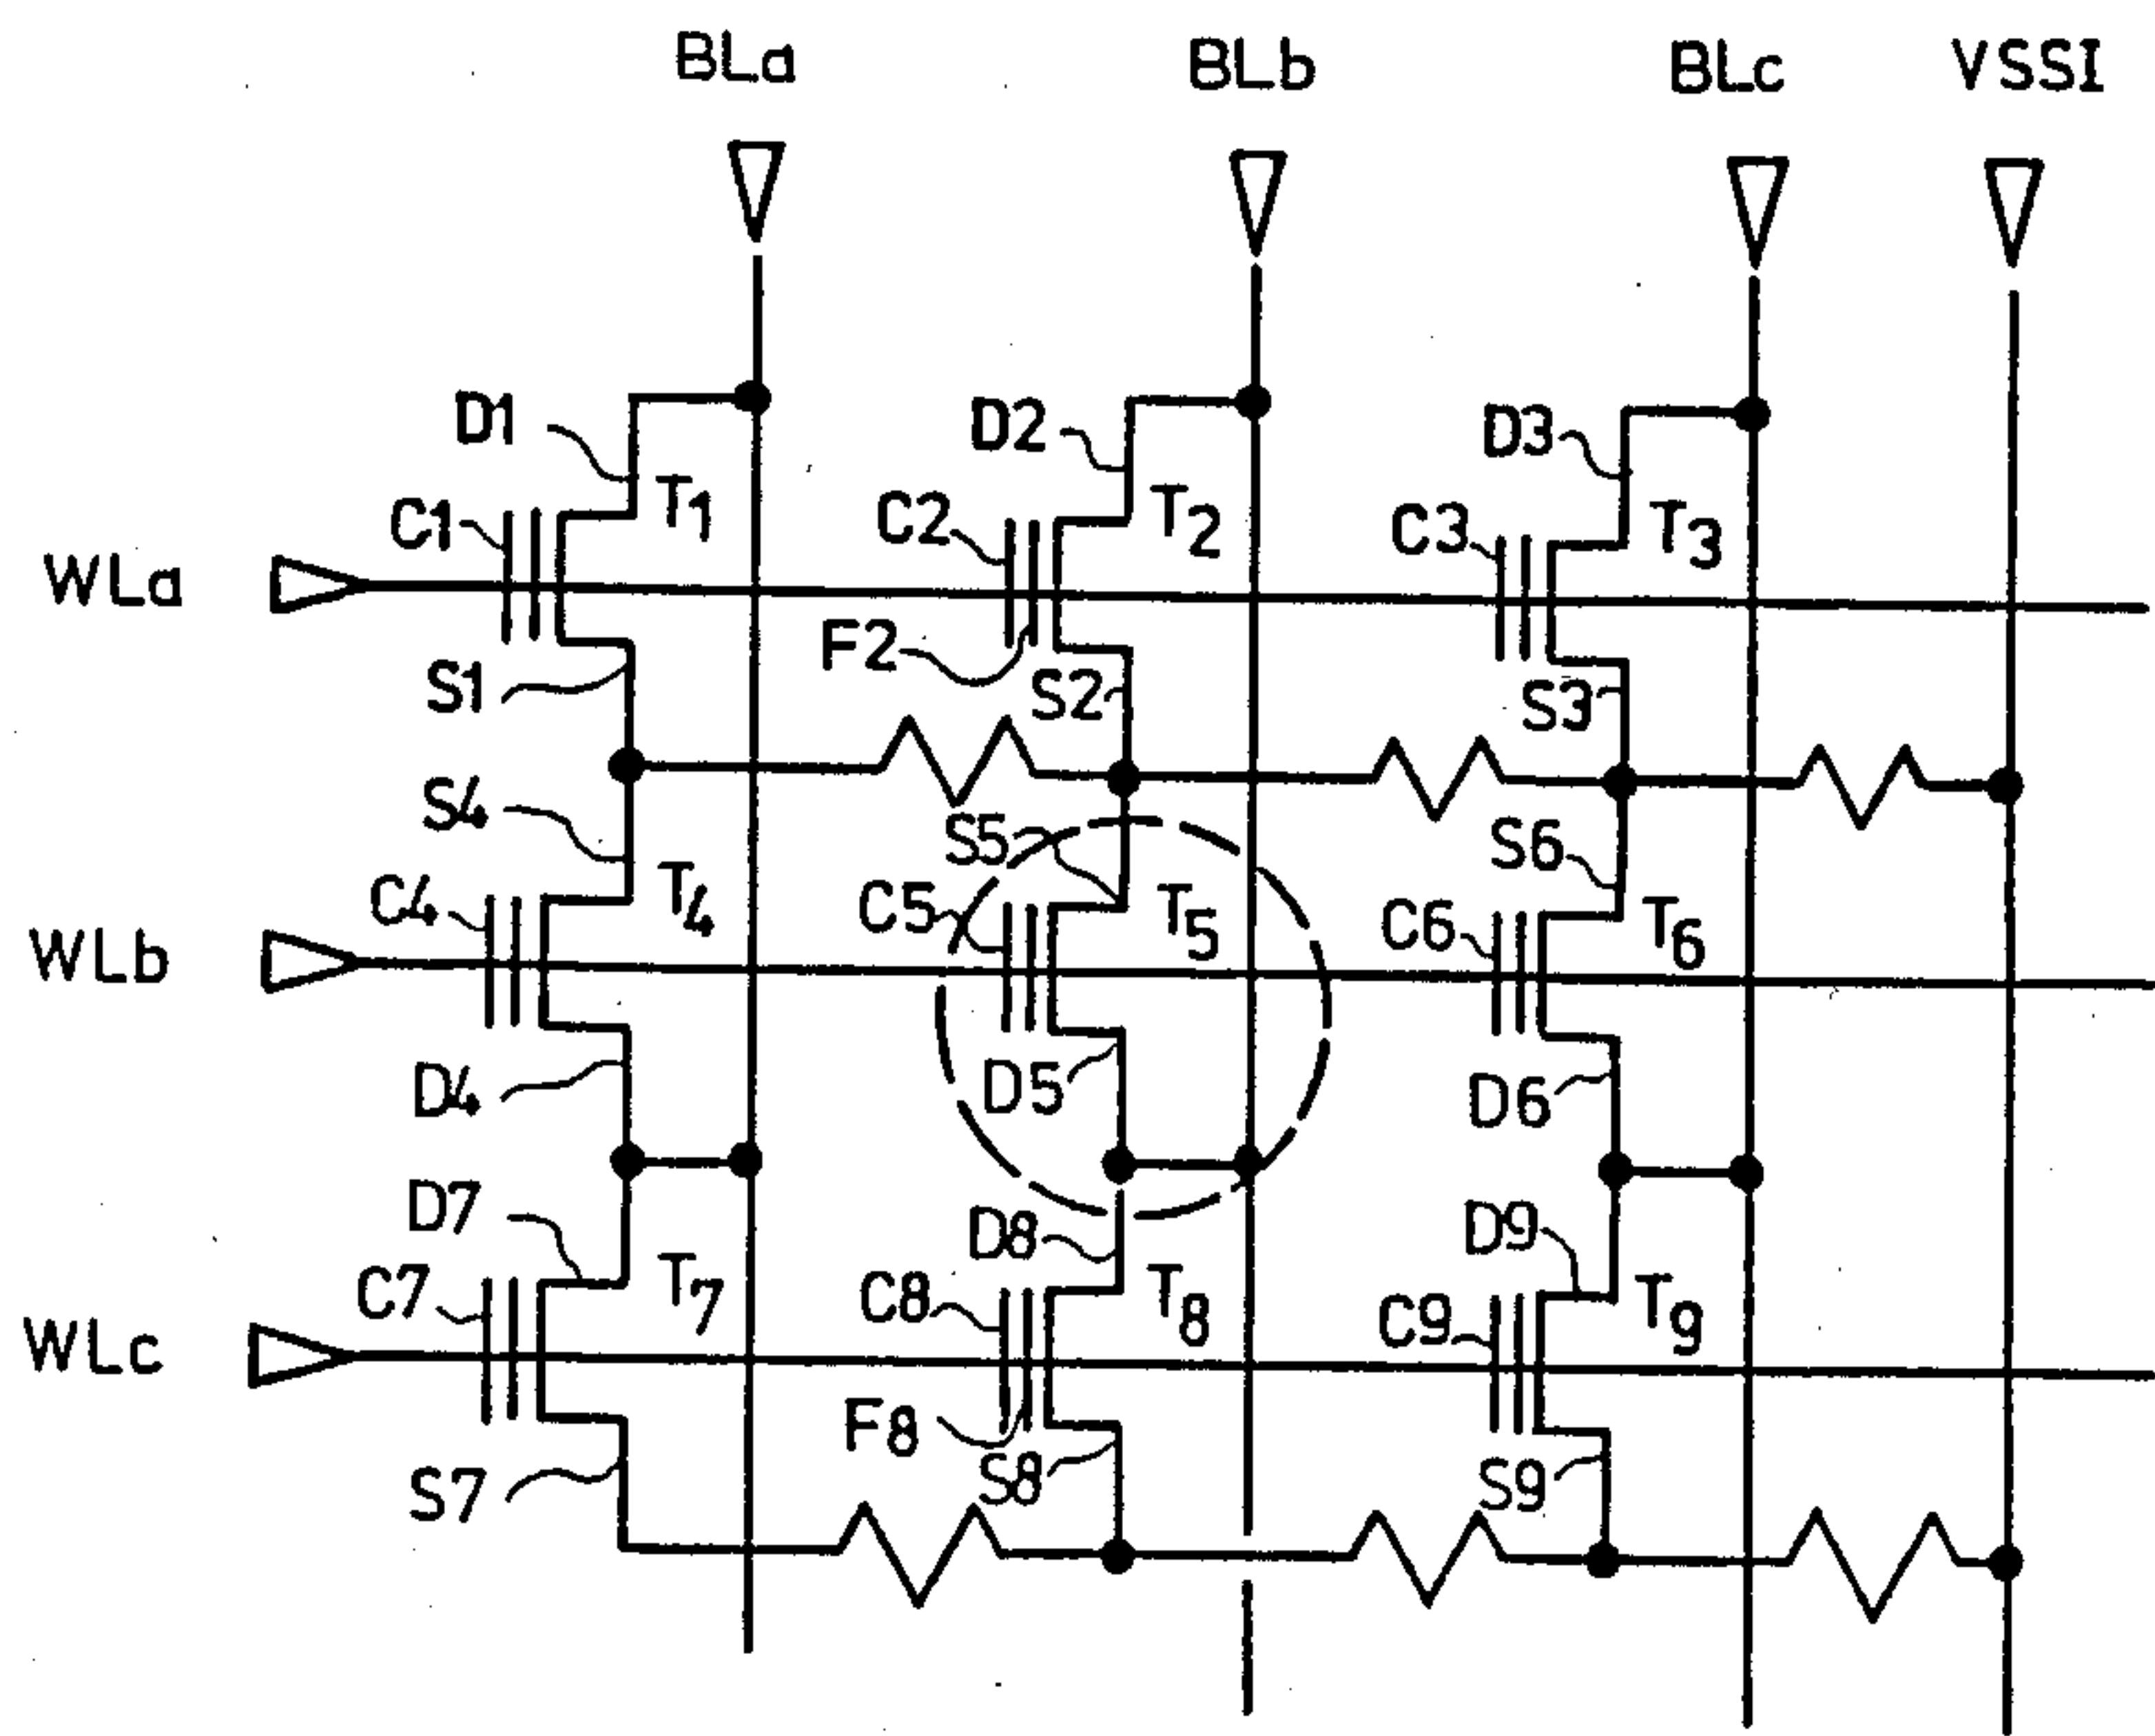 BLa BLb BLc VSSI
D1 D2 D3
T1 T2 T3
C1 C2 C3
WLa
F2
S1 S2 S3
S4 S5 S6
C4 T4 C5 T5 C6 T6
WLb
D4 D5 D6
D7 D8 D9
C7 T7 C8 T8 C9 T9
WLc
F8
S7 S8 S9